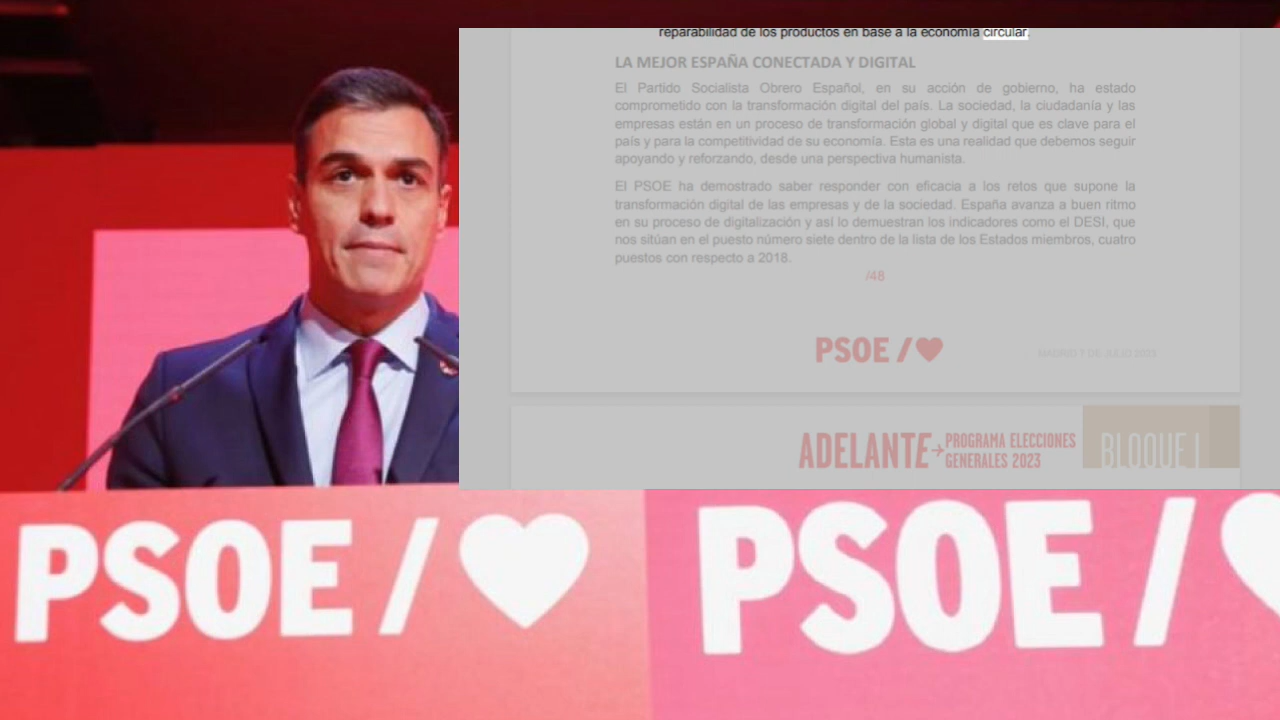 reparabilidad de los productos en base a la economía circular.
LA MEJOR ESPAÑA CONECTADA Y DIGITAL
El Partido Socialista Obrero Español, en su acción de gobierno, ha estado
comprometido con la transformación digital del país. La sociedad, la ciudadanía y las
empresas están en un proceso de transformación global y digital que es clave para el
país y para la competitividad de su economía. Esta es una realidad que debemos seguir
apoyando y reforzando, desde una perspectiva humanista.
El PSOE ha demostrado saber responder con eficacia a los retos que supone la
transformación digital de las empresas y de la sociedad. España avanza a buen ritmo
en su proceso de digitalización y así lo demuestran los indicadores como el DESI, que
nos sitúan en el puesto número siete dentro de la lista de los Estados miembros, cuatro
puestos con respecto a 2018.
/48
PSOE /
MADRID 7 DE JULIO 2023
ADELANTE→PROGRAMA ELECCIONES
GENERALES 2023
BLOQUE I
PSOE /
PSOE /